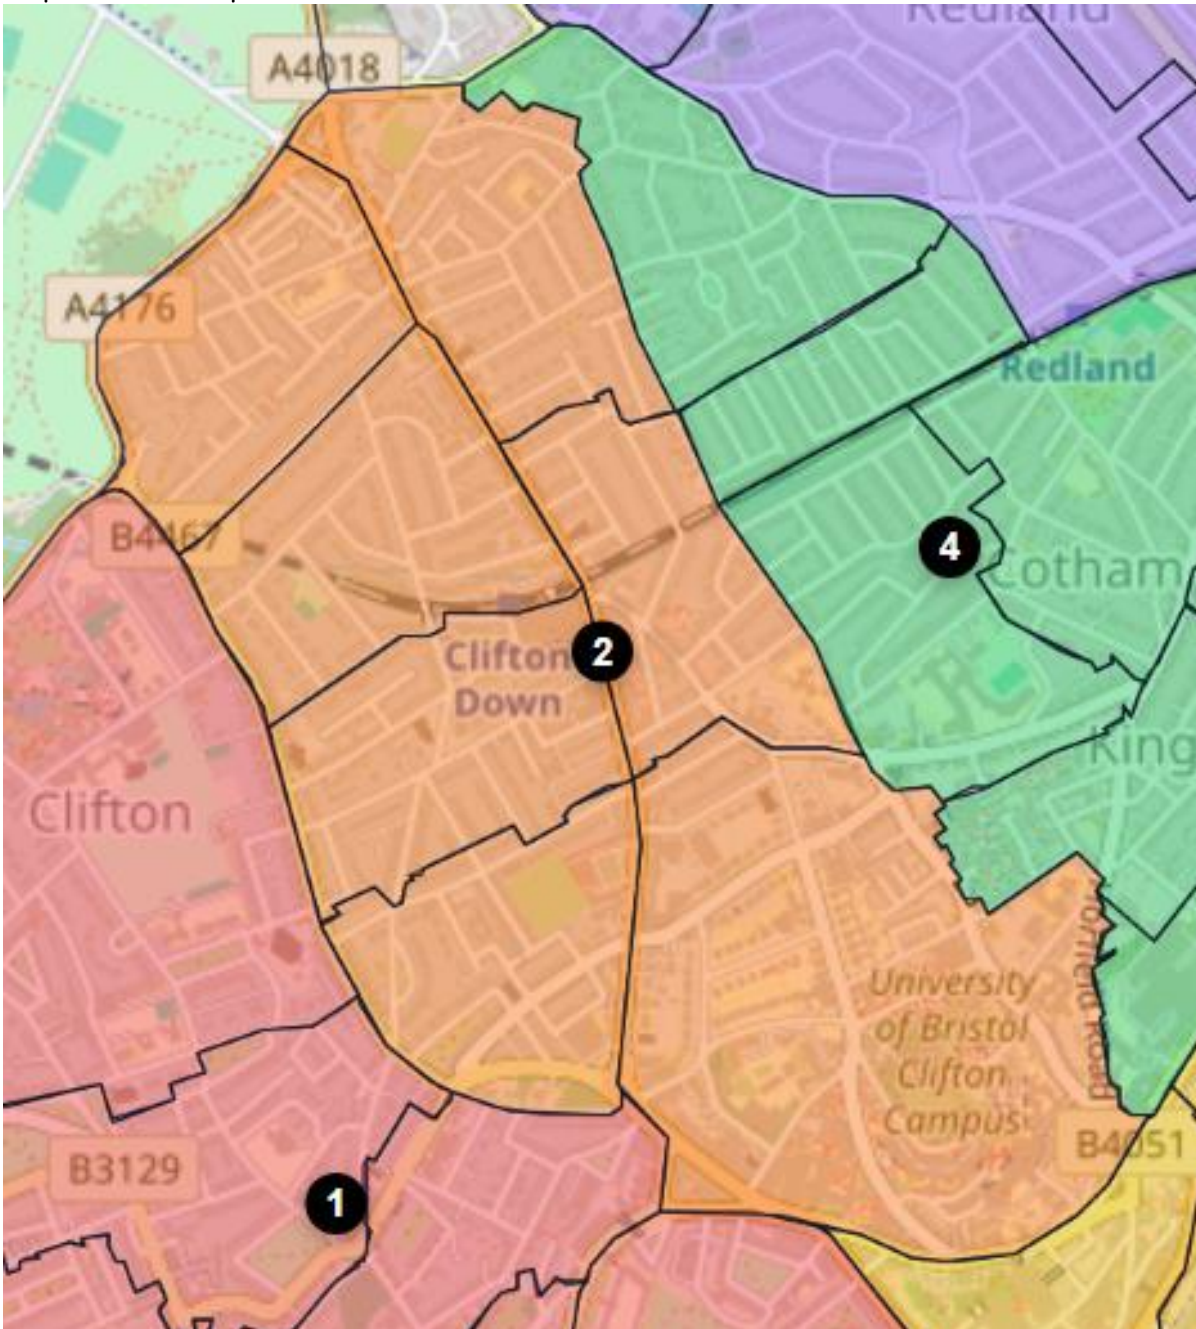 Redland
A4018
A4176
Redland
B4467
4
Cotham
2
Clifton
Down
King
Clifton
University
of Bristol
Clifton
Campus
B4051
B3129
1